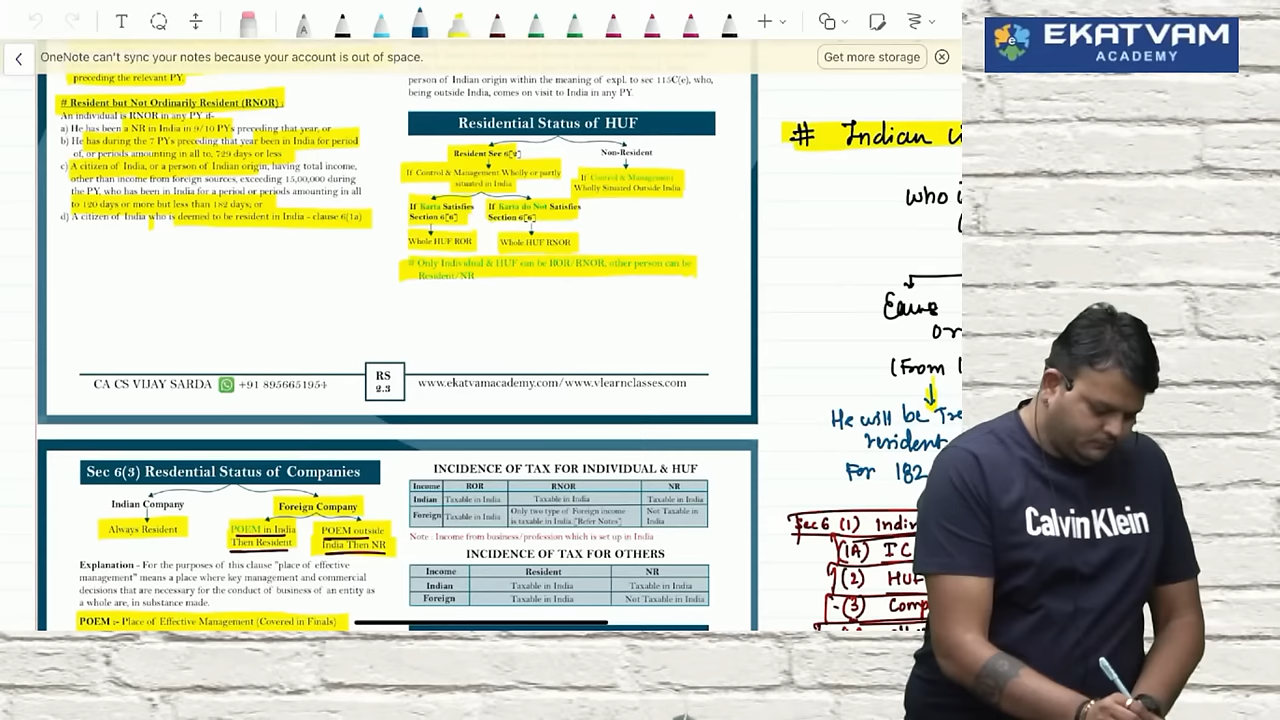 OneNote can't sync your notes because your account is out of space.
Get more storage
EKATVAM
ACADEMY
preceding the relevant PY.
# Resident but Not Ordinarily Resident (RNOR) .
An individual is RNOR in any PY if-
a) He has been a NR in India in 9/10 PYs preceding that year, or
b) He has during the 7 PYs preceding that year been in India for period
of, or periods amounting in all to, 729 days or less
c) A citizen of India, or a person of Indian origin, having total income,
other than income from foreign sources, exceeding 15,00,000 during
the PY, who has been in India for a period or periods amounting in all
to 120 days or more but less than 182 days; or
d) A citizen of India who is deemed to be resident in India - clause 6(1a)
person of Indian origin within the meaning of expl. to sec 115C(e), who,
being outside India, comes on visit to India in any PY.
Residential Status of HUF
Resident Sec 6[2]
Non-Resident
If Control & Management Wholly or partly
situated in India
If Control & Management
Wholly Situated Outside India
If Karta Satisfies
Section 6[6]
If Karta do Not Satisfies
Section 6[6]
Whole HUF ROR
Whole HUF RNOR
# Only Individual & HUF can be ROR/RNOR, other person can be
Resident/NR
CA CS VIJAY SARDA +91 8956651954
RS
2.3
www.ekatvamacademy.com/www.vlearnclasses.com
Sec 6(3) Resdential Status of Companies
Indian Company
Foreign Company
Always Resident
POEM in India
Then Resident
POEM outside
India Then NR
Explanation - For the purposes of this clause "place of effective
management" means a place where key management and commercial
decisions that are necessary for the conduct of business of an entity as
a whole are, in substance made.
POEM :- Place of Effective Management (Covered in Finals)
INCIDENCE OF TAX FOR INDIVIDUAL & HUF
Income ROR RNOR NR
Indian Taxable in India Taxable in India Taxable in India
Foreign Taxable in India Only two type of Foreign income is taxable in India [Refer Notes] Not Taxable in India
Note : Income from business/profession which is set up in India
INCIDENCE OF TAX FOR OTHERS
Income Resident NR
Indian Taxable in India Taxable in India
Foreign Taxable in India Not Taxable in India
# Indian
who
or
(From
He will be
resident
For 182
Sec 6 (1)
(1A) IC
(2) HUF
(3) Comp
Calvin Klein